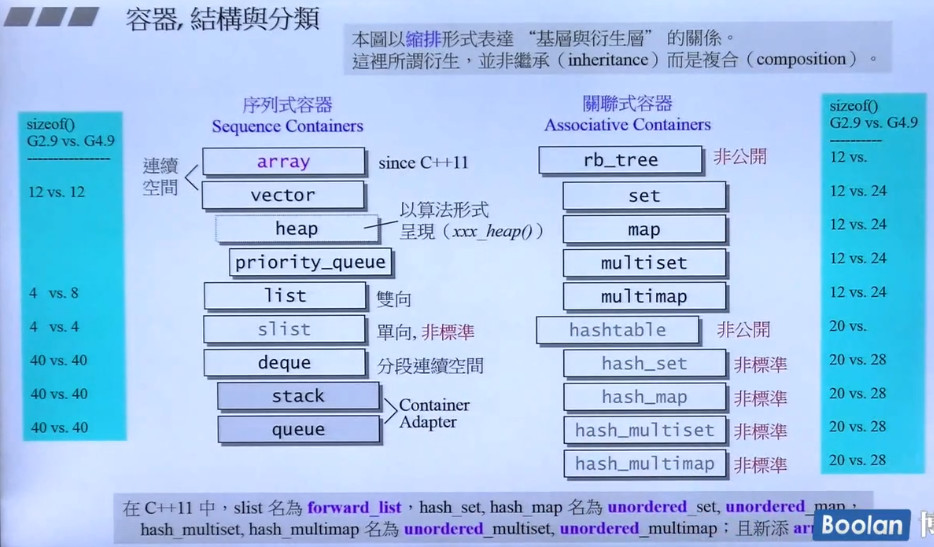 容器, 結構與分類
本圖以縮排形式表達 “基層與衍生層” 的關係。
這裡所謂衍生，並非繼承（inheritance）而是複合（composition）。
sizeof()
G2.9 vs. G4.9
----------------
12 vs. 12
4 vs. 8
4 vs. 4
40 vs. 40
40 vs. 40
40 vs. 40
序列式容器
Sequence Containers
連續
空間
array
since C++11
vector
heap
以算法形式
呈現（xxx_heap()）
priority_queue
list
雙向
slist
單向, 非標準
deque
分段連續空間
stack
queue
Container
Adapter
關聯式容器
Associative Containers
rb_tree
非公開
set
map
multiset
multimap
hashtable
非公開
hash_set
非標準
hash_map
非標準
hash_multiset
非標準
hash_multimap
非標準
sizeof()
G2.9 vs. G4.9
----------
12 vs.
12 vs. 24
12 vs. 24
12 vs. 24
12 vs. 24
20 vs.
20 vs. 28
20 vs. 28
20 vs. 28
20 vs. 28
在 C++11 中，slist 名為 forward_list，hash_set, hash_map 名為 unordered_set, unordered_map，
hash_multiset, hash_multimap 名為 unordered_multiset, unordered_multimap；且新添
Boolan